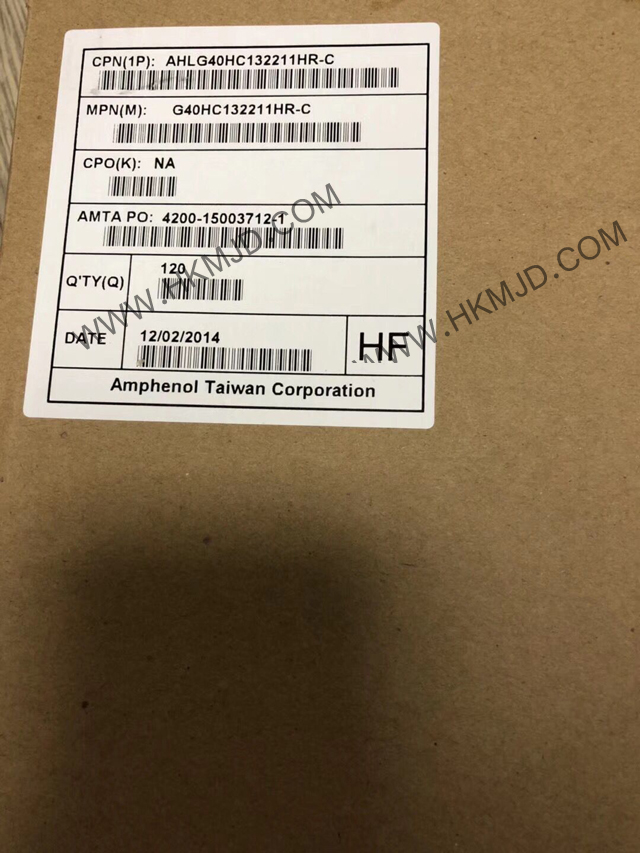 CPN(1P): AHLG40HC132211HR-C
MPN(M): G40HC132211HR-C
CPO(K): NA
AMTA PO: 4200-15003712-1
Q'TY(Q) 120
DATE 12/02/2014 HF
Amphenol Taiwan Corporation
WWW.HKMJD.COM
WWW.HKMJD.COM